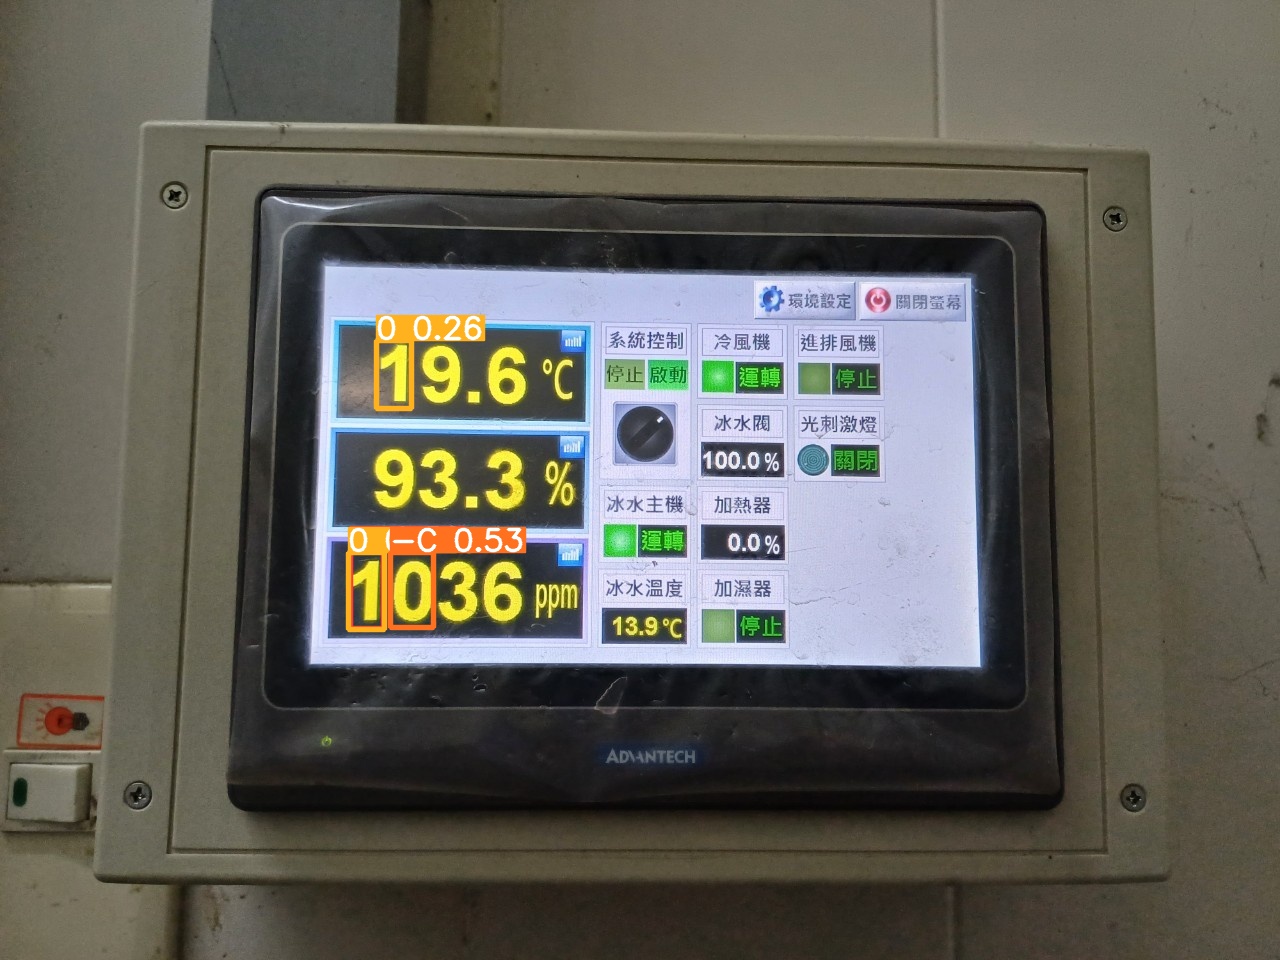 環境設定
關閉螢幕
0 0.26
19.6 °C
93.3 %
0 (-C 0.53
1036 ppm
系統控制
停止 啟動
冷風機
運轉
進排風機
停止
冰水閥
100.0 %
光刺激燈
關閉
冰水主機
運轉
加熱器
0.0 %
冰水溫度
13.9 °C
加濕器
停止
ADVANTECH